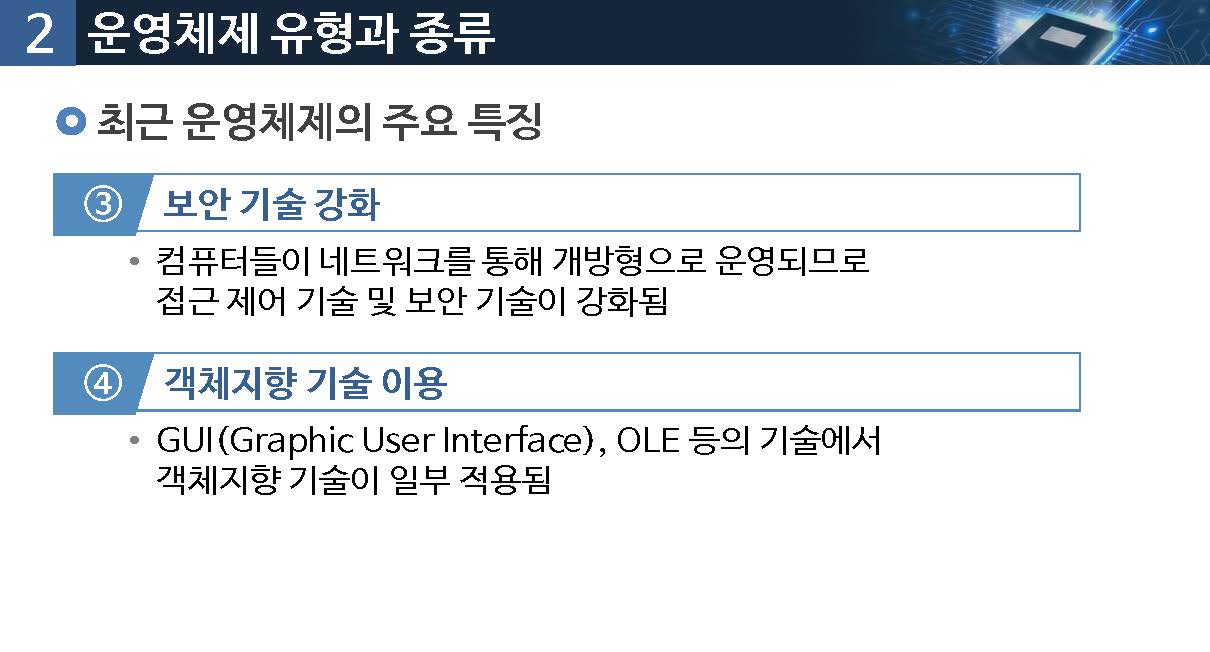 2 운영체제 유형과 종류
최근 운영체제의 주요 특징
③ 보안 기술 강화
• 컴퓨터들이 네트워크를 통해 개방형으로 운영되므로
접근 제어 기술 및 보안 기술이 강화됨
④ 객체지향 기술 이용
• GUI(Graphic User Interface), OLE 등의 기술에서
객체지향 기술이 일부 적용됨